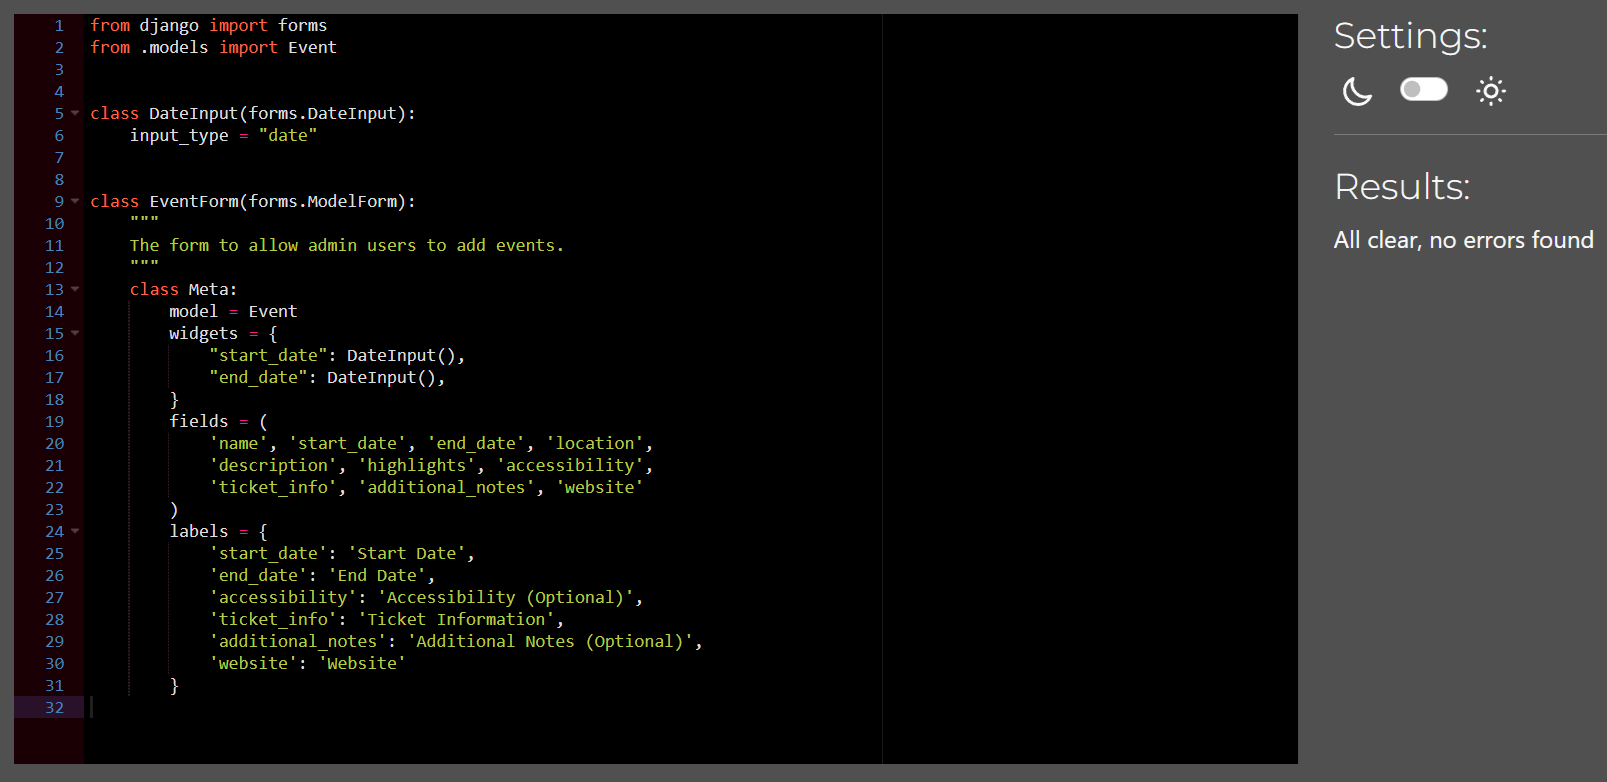 1 from django import forms
2 from .models import Event
3
4
5 class DateInput(forms.DateInput):
6     input_type = "date"
7
8
9 class EventForm(forms.ModelForm):
10     """
11     The form to allow admin users to add events.
12     """
13     class Meta:
14         model = Event
15         widgets = {
16             "start_date": DateInput(),
17             "end_date": DateInput(),
18         }
19         fields = (
20             'name', 'start_date', 'end_date', 'location',
21             'description', 'highlights', 'accessibility',
22             'ticket_info', 'additional_notes', 'website'
23         )
24         labels = {
25             'start_date': 'Start Date',
26             'end_date': 'End Date',
27             'accessibility': 'Accessibility (Optional)',
28             'ticket_info': 'Ticket Information',
29             'additional_notes': 'Additional Notes (Optional)',
30             'website': 'Website'
31         }
32
Settings:
Results:
All clear, no errors found